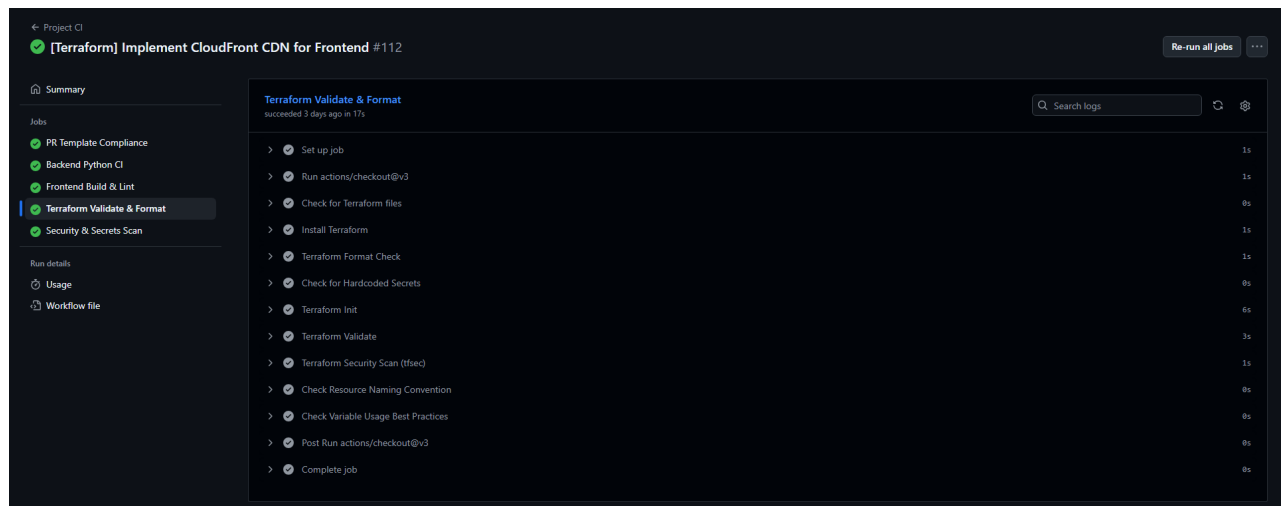 ← Project CI
[Terraform] Implement CloudFront CDN for Frontend #112
Re-run all jobs
Summary
Jobs
PR Template Compliance
Backend Python CI
Frontend Build & Lint
Terraform Validate & Format
Security & Secrets Scan
Run details
Usage
Workflow file
Terraform Validate & Format
succeeded 3 days ago in 17s
Search logs
Set up job 1s
Run actions/checkout@v3 1s
Check for Terraform files 0s
Install Terraform 1s
Terraform Format Check 1s
Check for Hardcoded Secrets 0s
Terraform Init 6s
Terraform Validate 3s
Terraform Security Scan (tfsec) 1s
Check Resource Naming Convention 0s
Check Variable Usage Best Practices 0s
Post Run actions/checkout@v3 0s
Complete job 0s